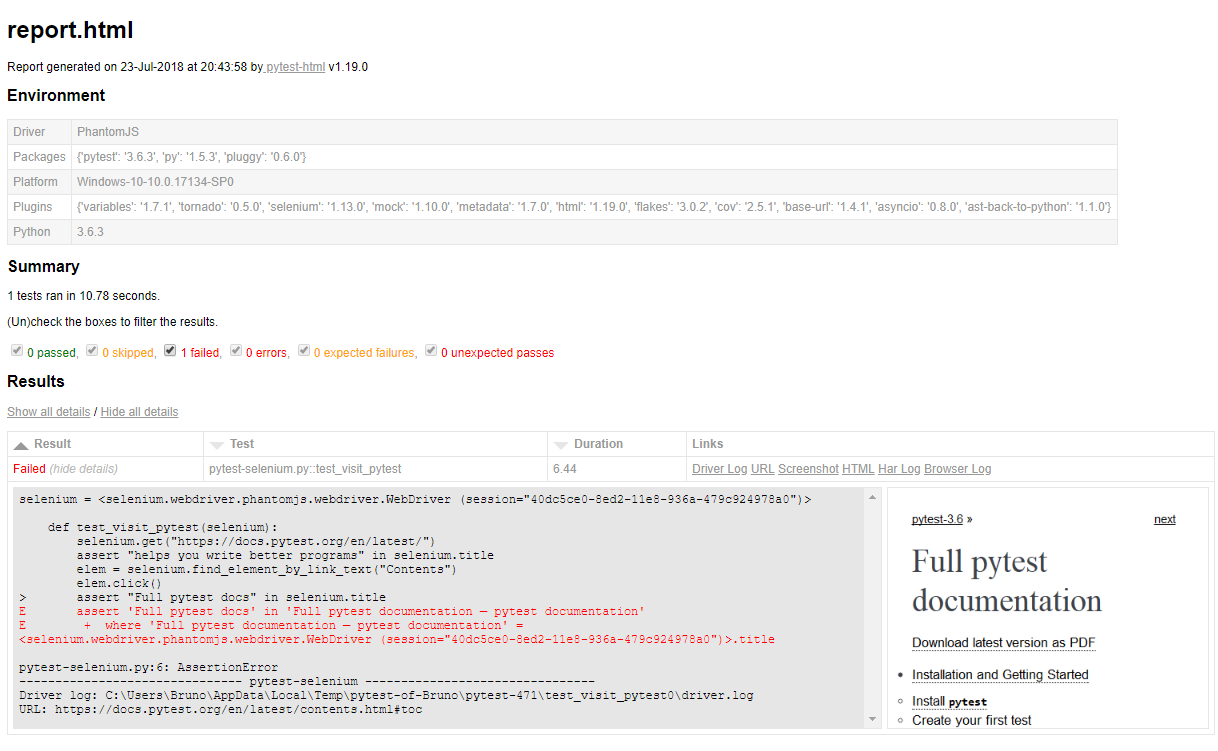 report.html
Report generated on 23-Jul-2018 at 20:43:58 by pytest-html v1.19.0
Environment
Driver PhantomJS
Packages {'pytest': '3.6.3', 'py': '1.5.3', 'pluggy': '0.6.0'}
Platform Windows-10-10.0.17134-SP0
Plugins {'variables': '1.7.1', 'tornado': '0.5.0', 'selenium': '1.13.0', 'mock': '1.10.0', 'metadata': '1.7.0', 'html': '1.19.0', 'flakes': '3.0.2', 'cov': '2.5.1', 'base-url': '1.4.1', 'asyncio': '0.8.0', 'ast-back-to-python': '1.1.0'}
Python 3.6.3
Summary
1 tests ran in 10.78 seconds.
(Un)check the boxes to filter the results.
0 passed, 0 skipped, 1 failed, 0 errors, 0 expected failures, 0 unexpected passes
Results
Show all details / Hide all details
Result Test Duration Links
Failed (hide details) pytest-selenium.py::test_visit_pytest 6.44 Driver Log URL Screenshot HTML Har Log Browser Log
selenium = <selenium.webdriver.phantomjs.webdriver.WebDriver (session="40dc5ce0-8ed2-11e8-936a-479c924978a0")>
def test_visit_pytest(selenium):
selenium.get("https://docs.pytest.org/en/latest/")
assert "helps you write better programs" in selenium.title
elem = selenium.find_element_by_link_text("Contents")
elem.click()
> assert "Full pytest docs" in selenium.title
E assert 'Full pytest docs' in 'Full pytest documentation — pytest documentation'
E + where 'Full pytest documentation — pytest documentation' =
<selenium.webdriver.phantomjs.webdriver.WebDriver (session="40dc5ce0-8ed2-11e8-936a-479c924978a0")>.title
pytest-selenium.py:6: AssertionError
------------------------------- pytest-selenium --------------------------------
Driver log: C:\Users\Bruno\AppData\Local\Temp\pytest-of-Bruno\pytest-471\test_visit_pytest0\driver.log
URL: https://docs.pytest.org/en/latest/contents.html#toc
pytest-3.6 » next
Full pytest
documentation
Download latest version as PDF
Installation and Getting Started
Install pytest
Create your first test